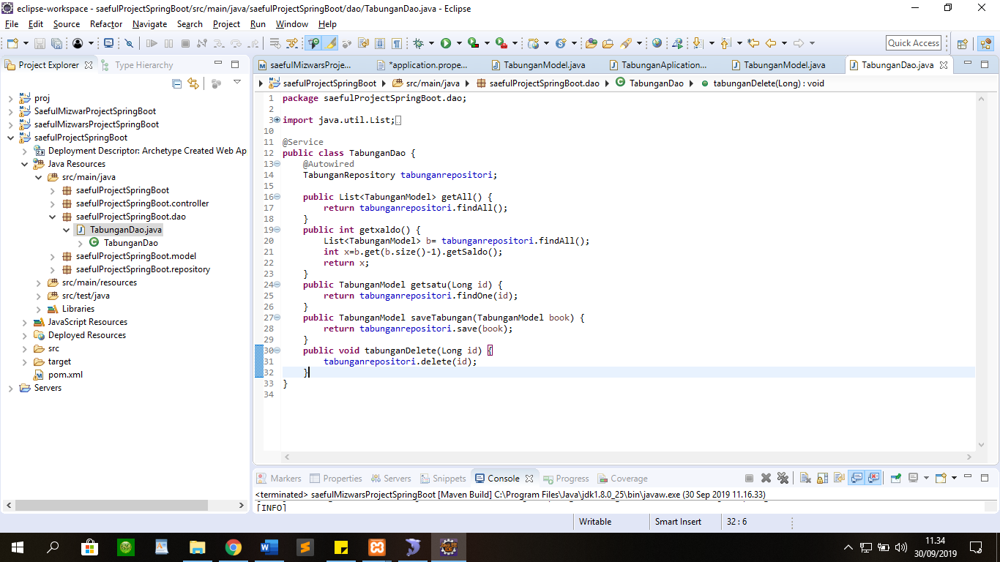 eclipse-workspace - saefulProjectSpringBoot/src/main/java/saefulProjectSpringBoot/dao/TabunganDao.java - Eclipse
File Edit Source Refactor Navigate Search Project Run Window Help
Quick Access
Project Explorer Type Hierarchy
proj
SaefulMizwarProjectSpringBoot
saefulMizwarsProjectSpringBoot
saefulProjectSpringBoot
Deployment Descriptor: Archetype Created Web Ap
Java Resources
src/main/java
saefulProjectSpringBoot
saefulProjectSpringBoot.controller
saefulProjectSpringBoot.dao
TabunganDao.java
TabunganDao
saefulProjectSpringBoot.model
saefulProjectSpringBoot.repository
src/main/resources
src/test/java
Libraries
JavaScript Resources
Deployed Resources
src
target
pom.xml
Servers
saefulMizwarsProje... *application.prope... TabunganModel.java TabunganAplication... TabunganModel.java TabunganDao.java
saefulProjectSpringBoot src/main/java saefulProjectSpringBoot.dao TabunganDao tabunganDelete(Long) : void
1 package saefulProjectSpringBoot.dao;
2
3 import java.util.List;
10
11 @Service
12 public class TabunganDao {
13 @Autowired
14 TabunganRepository tabunganrepositori;
15
16 public List<TabunganModel> getAll() {
17 return tabunganrepositori.findAll();
18 }
19 public int getxaldo() {
20 List<TabunganModel> b= tabunganrepositori.findAll();
21 int x=b.get(b.size()-1).getSaldo();
22 return x;
23 }
24 public TabunganModel getsatu(Long id) {
25 return tabunganrepositori.findOne(id);
26 }
27 public TabunganModel saveTabungan(TabunganModel book) {
28 return tabunganrepositori.save(book);
29 }
30 public void tabunganDelete(Long id) {
31 tabunganrepositori.delete(id);
32 }
33 }
34
Markers Properties Servers Snippets Console Progress Coverage
<terminated> saefulMizwarsProjectSpringBoot [Maven Build] C:\Program Files\Java\jdk1.8.0_25\bin\javaw.exe (30 Sep 2019 11.16.33)
[INFO]
Writable Smart Insert 32 : 6
11.34
30/09/2019